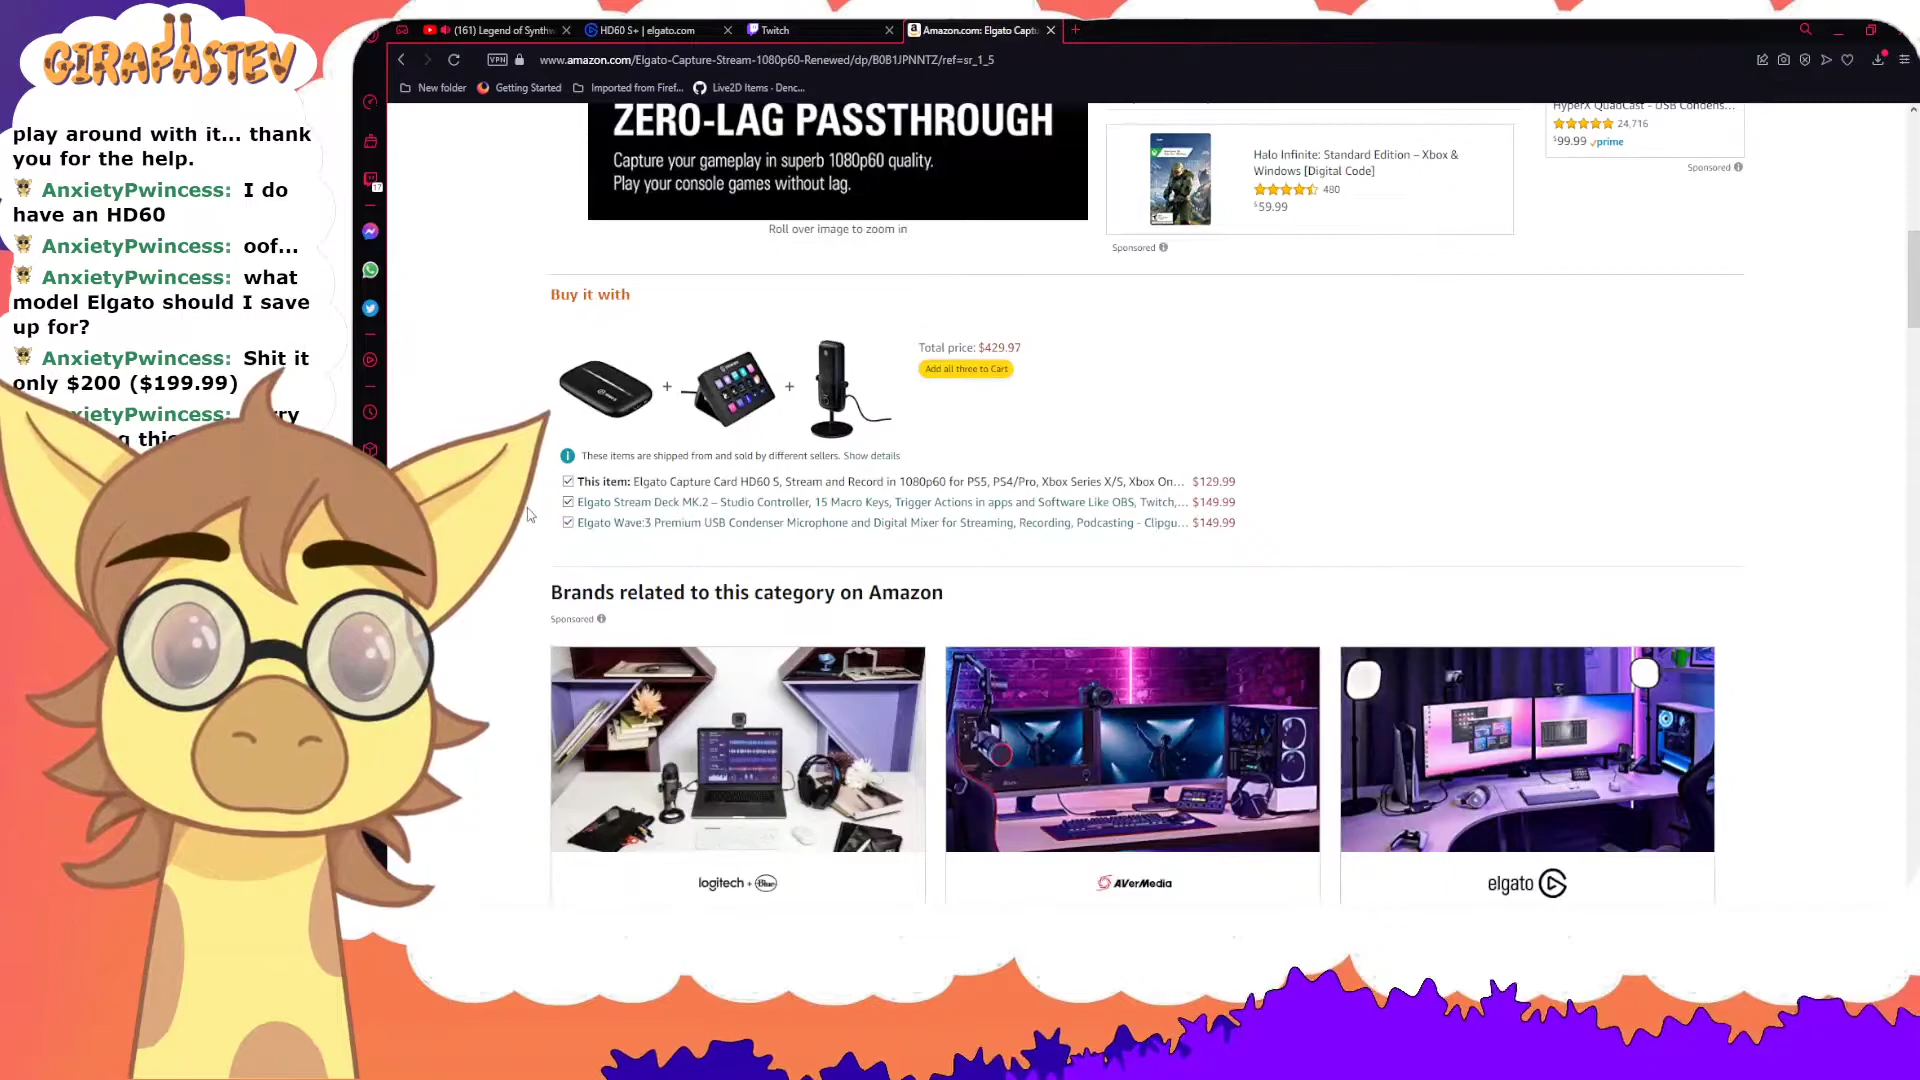 GIRAFASTEV
play around with it... thank
you for the help.
AnxietyPwincess: I do
have an HD60
AnxietyPwincess: oof...
AnxietyPwincess: what
model Elgato should I save
up for?
AnxietyPwincess: Shit it
only $200 ($199.99)
(161) Legend of Synthw
HD60 S+ | elgato.com
Twitch
Amazon.com: Elgato Captu
VPN
www.amazon.com/Elgato-Capture-Stream-1080p60-Renewed/dp/B0B1JPNNTZ/ref=sr_1_5
New folder
Getting Started
Imported from Firef...
Live2D Items - Denc...
17
ZERO-LAG PASSTHROUGH
Capture your gameplay in superb 1080p60 quality.
Play your console games without lag.
Roll over image to zoom in
Halo Infinite: Standard Edition – Xbox &
Windows [Digital Code]
480
$59.99
Sponsored
HyperX QuadCast - USB Condens...
24,716
$99.99 prime
Sponsored
Buy it with
+
+
Total price: $429.97
Add all three to Cart
These items are shipped from and sold by different sellers. Show details
This item: Elgato Capture Card HD60 S, Stream and Record in 1080p60 for PS5, PS4/Pro, Xbox Series X/S, Xbox On... $129.99
Elgato Stream Deck MK.2 – Studio Controller, 15 Macro Keys, Trigger Actions in apps and Software Like OBS, Twitch,... $149.99
Elgato Wave:3 Premium USB Condenser Microphone and Digital Mixer for Streaming, Recording, Podcasting - Clipgu... $149.99
Brands related to this category on Amazon
Sponsored
logitech + Blue
AVerMedia
elgato